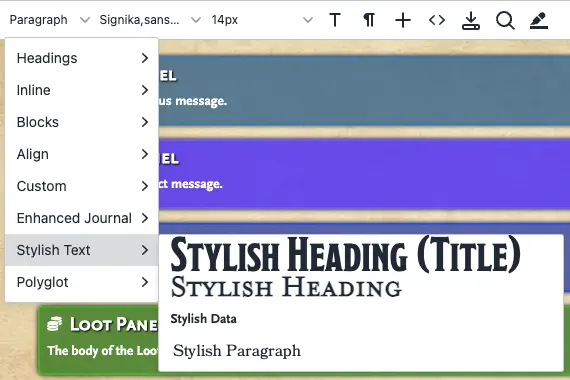 Paragraph Signika,sans... 14px
Headings
Inline
Blocks
Align
Custom
Enhanced Journal
Stylish Text
Polyglot
EL
us message.
EL
ct message.
Stylish Heading (Title)
Stylish Heading
Stylish Data
Stylish Paragraph
Loot Pane
The body of the Loo